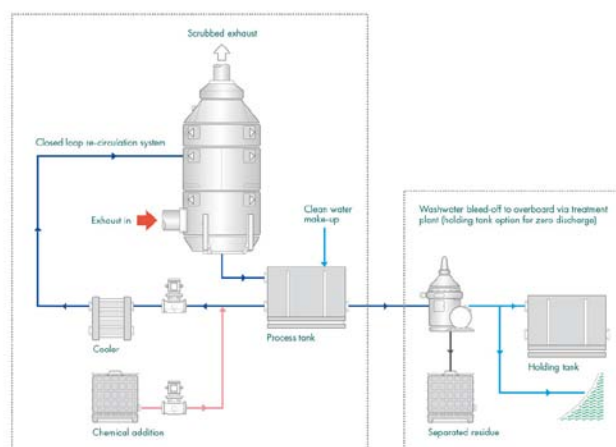 Scrubbed exhaust
Closed loop re-circulation system
Exhaust in
Clean water
make-up
Washwater bleed-off to overboard via treatment
plant (holding tank option for zero discharge)
Cooler
Process tank
Holding tank
Chemical addition
Separated residue